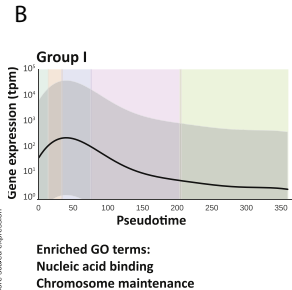 B
Group I
Gene expression (tpm)
10⁵
10⁴
10³
10²
10¹
10⁰
0 50 100 150 200 250 300 350
Pseudotime
Enriched GO terms:
Nucleic acid binding
Chromosome maintenance